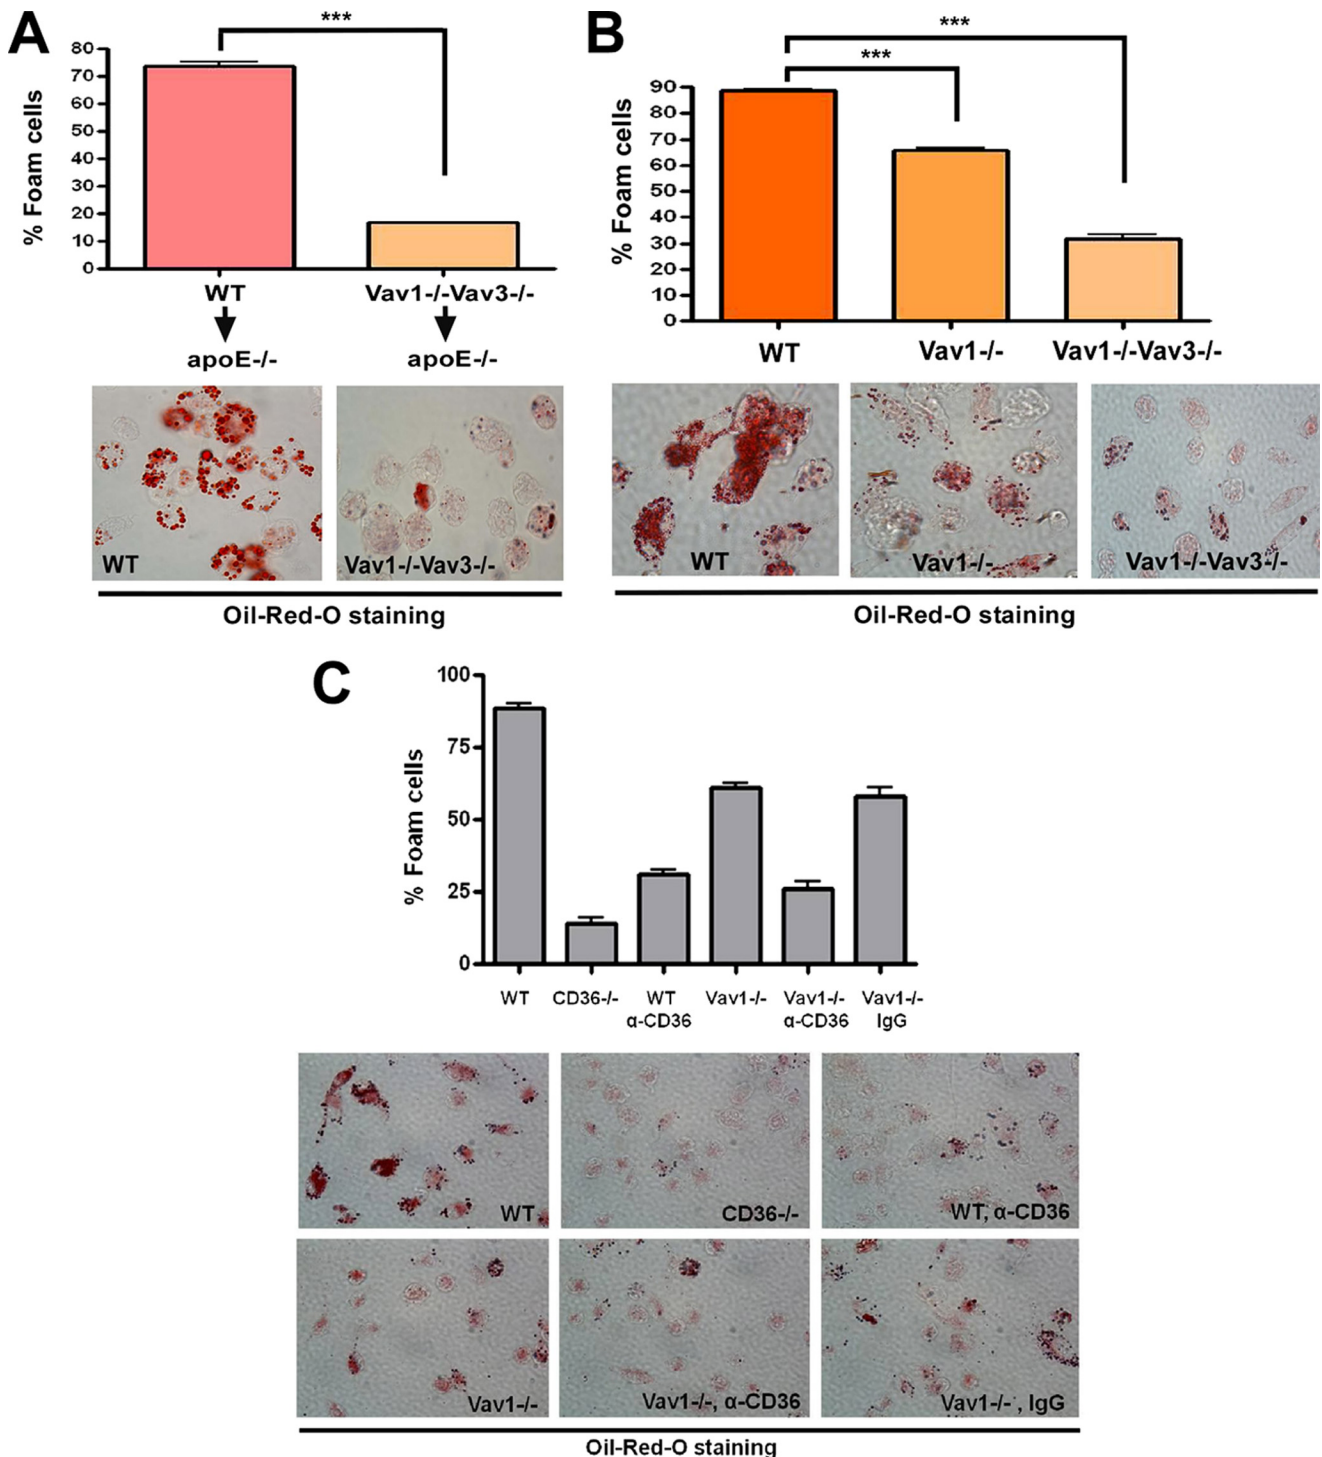 A
***
% Foam cells
80
70
60
50
40
30
20
10
0
WT Vav1-/-Vav3-/-
apoE-/- apoE-/-
WT Vav1-/-Vav3-/-
Oil-Red-O staining
B
***
***
% Foam cells
90
80
70
60
50
40
30
20
10
0
WT Vav1-/- Vav1-/-Vav3-/-
WT Vav1-/- Vav1-/-Vav3-/-
Oil-Red-O staining
C
% Foam cells
100
75
50
25
0
WT CD36-/- WT Vav1-/- Vav1-/- Vav1-/-
α-CD36 α-CD36 IgG
WT CD36-/- WT, α-CD36
Vav1-/- Vav1-/-, α-CD36 Vav1-/-, IgG
Oil-Red-O staining